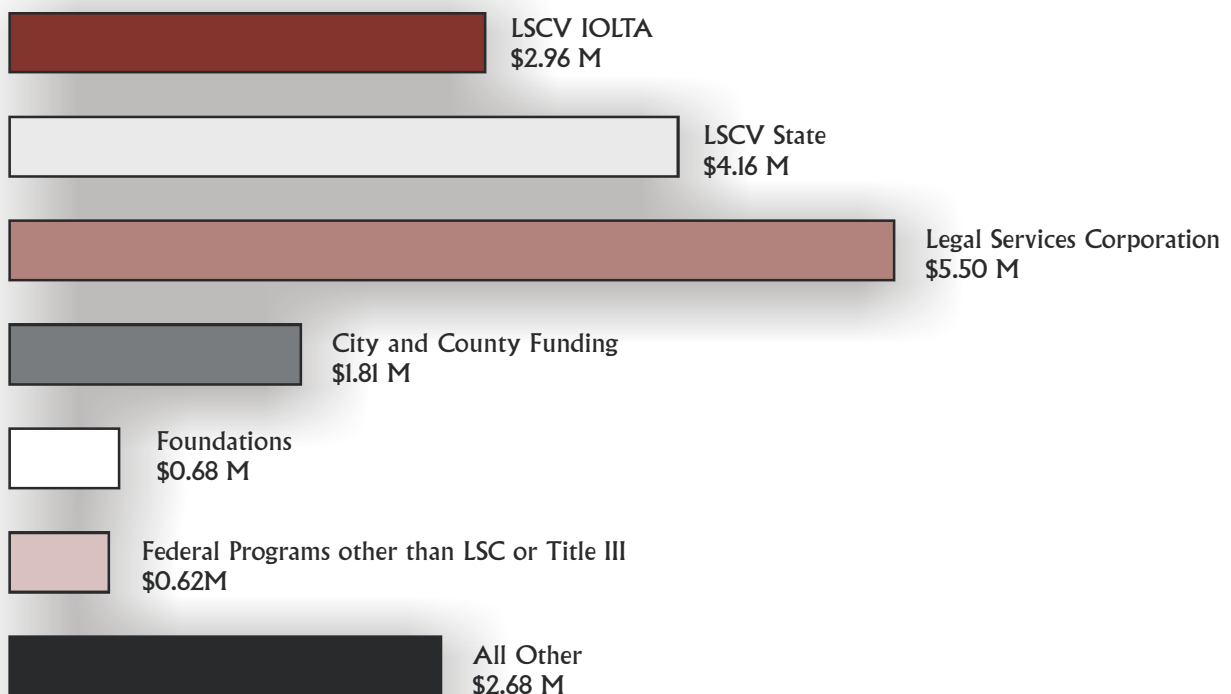 LSCV IOLTA
$2.96 M
LSCV State
$4.16 M
Legal Services Corporation
$5.50 M
City and County Funding
$1.81 M
Foundations
$0.68 M
Federal Programs other than LSC or Title III
$0.62M
All Other
$2.68 M